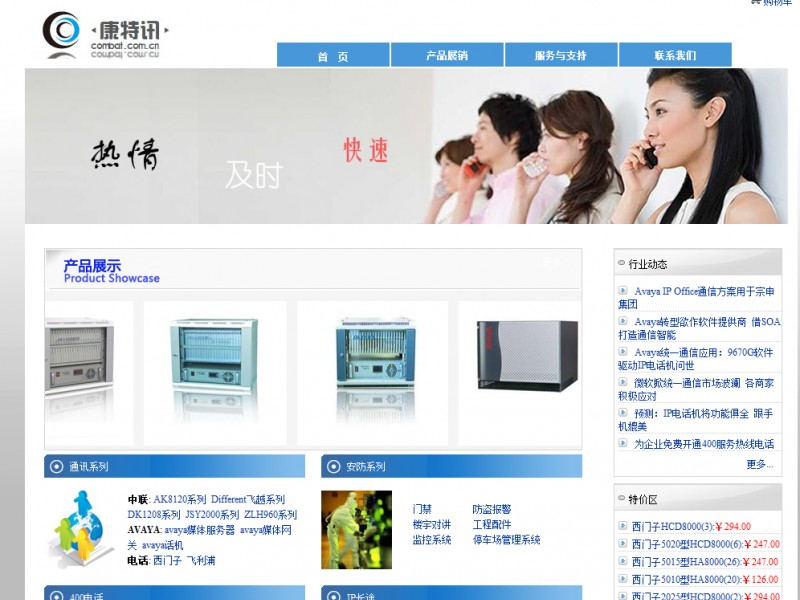 购物车
康特讯
combat.com.cn
首 页
产品展销
服务与支持
联系我们
热情
及时
快速
产品展示
Product Showcase
行业动态
Avaya IP Office通信方案用于宗申
集团
Avaya转型欲作软件提供商 借SOA
打造通信智能
Avaya统一通信应用：9670G软件
驱动IP电话机问世
微软掀统一通信市场波澜 各商家
积极应对
预测：IP电话机将功能俱全 跟手
机媲美
为企业免费开通400服务热线电话
更多...
通讯系列
中联: AK8120系列 Different飞越系列
DK1208系列 JSY2000系列 ZLH960系列
AVAYA: avaya媒体服务器 avaya媒体网
关 avaya话机
电话: 西门子 飞利浦
安防系列
门禁 防盗报警
楼宇对讲 工程配件
监控系统 停车场管理系统
特价区
西门子HCD8000(3):￥294.00
西门子5020型HCD8000(6):￥247.00
西门子5015型HA8000(26):￥247.00
西门子5010型HA8000(20):￥126.00
西门子2025型HCD8000(2):￥294.00
400电话
IP长途